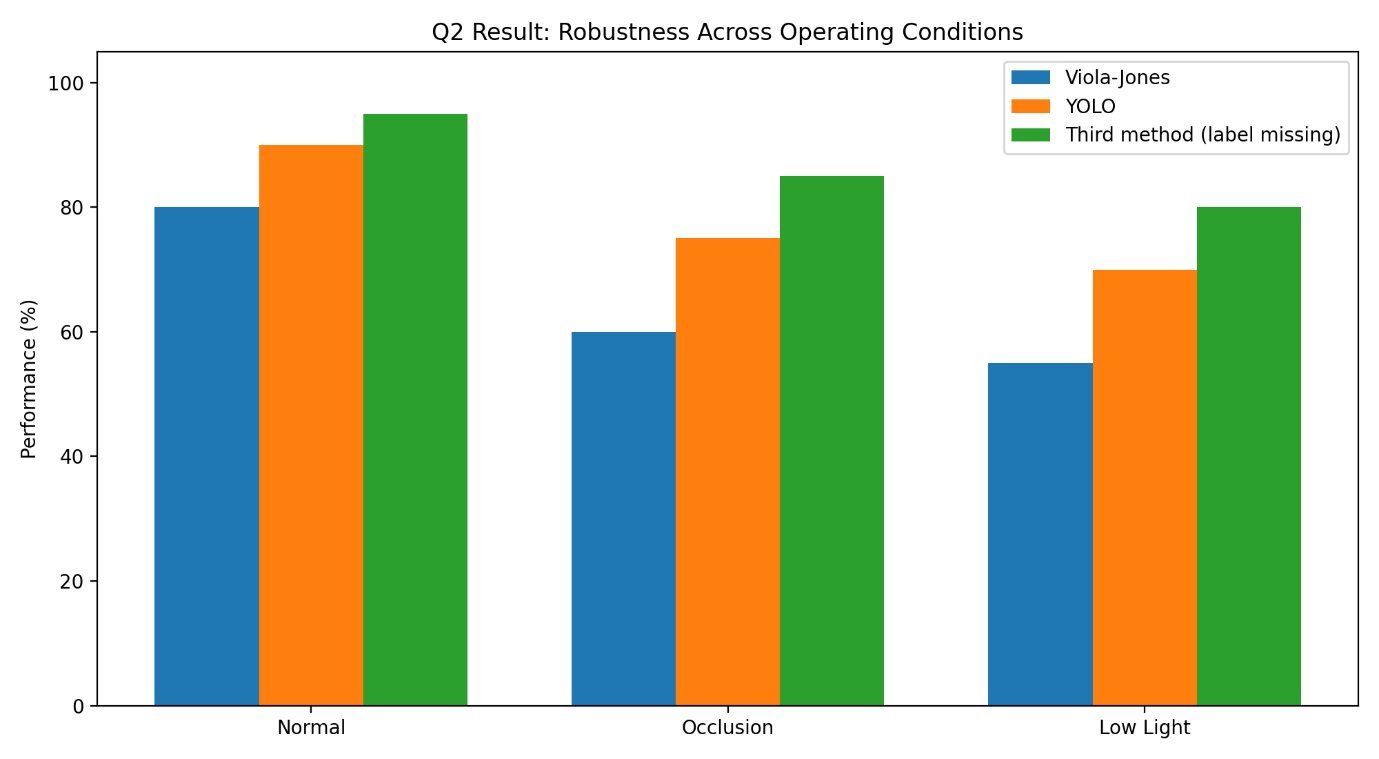 Q2 Result: Robustness Across Operating Conditions
Viola-Jones
YOLO
Third method (label missing)
Performance (%)
100
80
60
40
20
0
Normal
Occlusion
Low Light